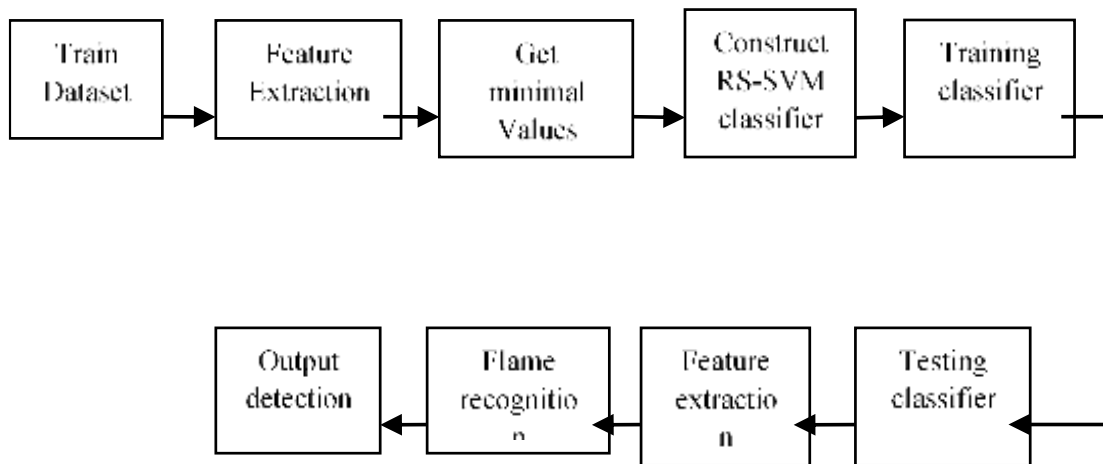 Train
Dataset
Feature
Extraction
Get
minimal
Values
Construct
RS-SVM
classifier
Training
classifier
Output
detection
Flame
recognitio
n
Feature
extractio
n
Testing
classifier